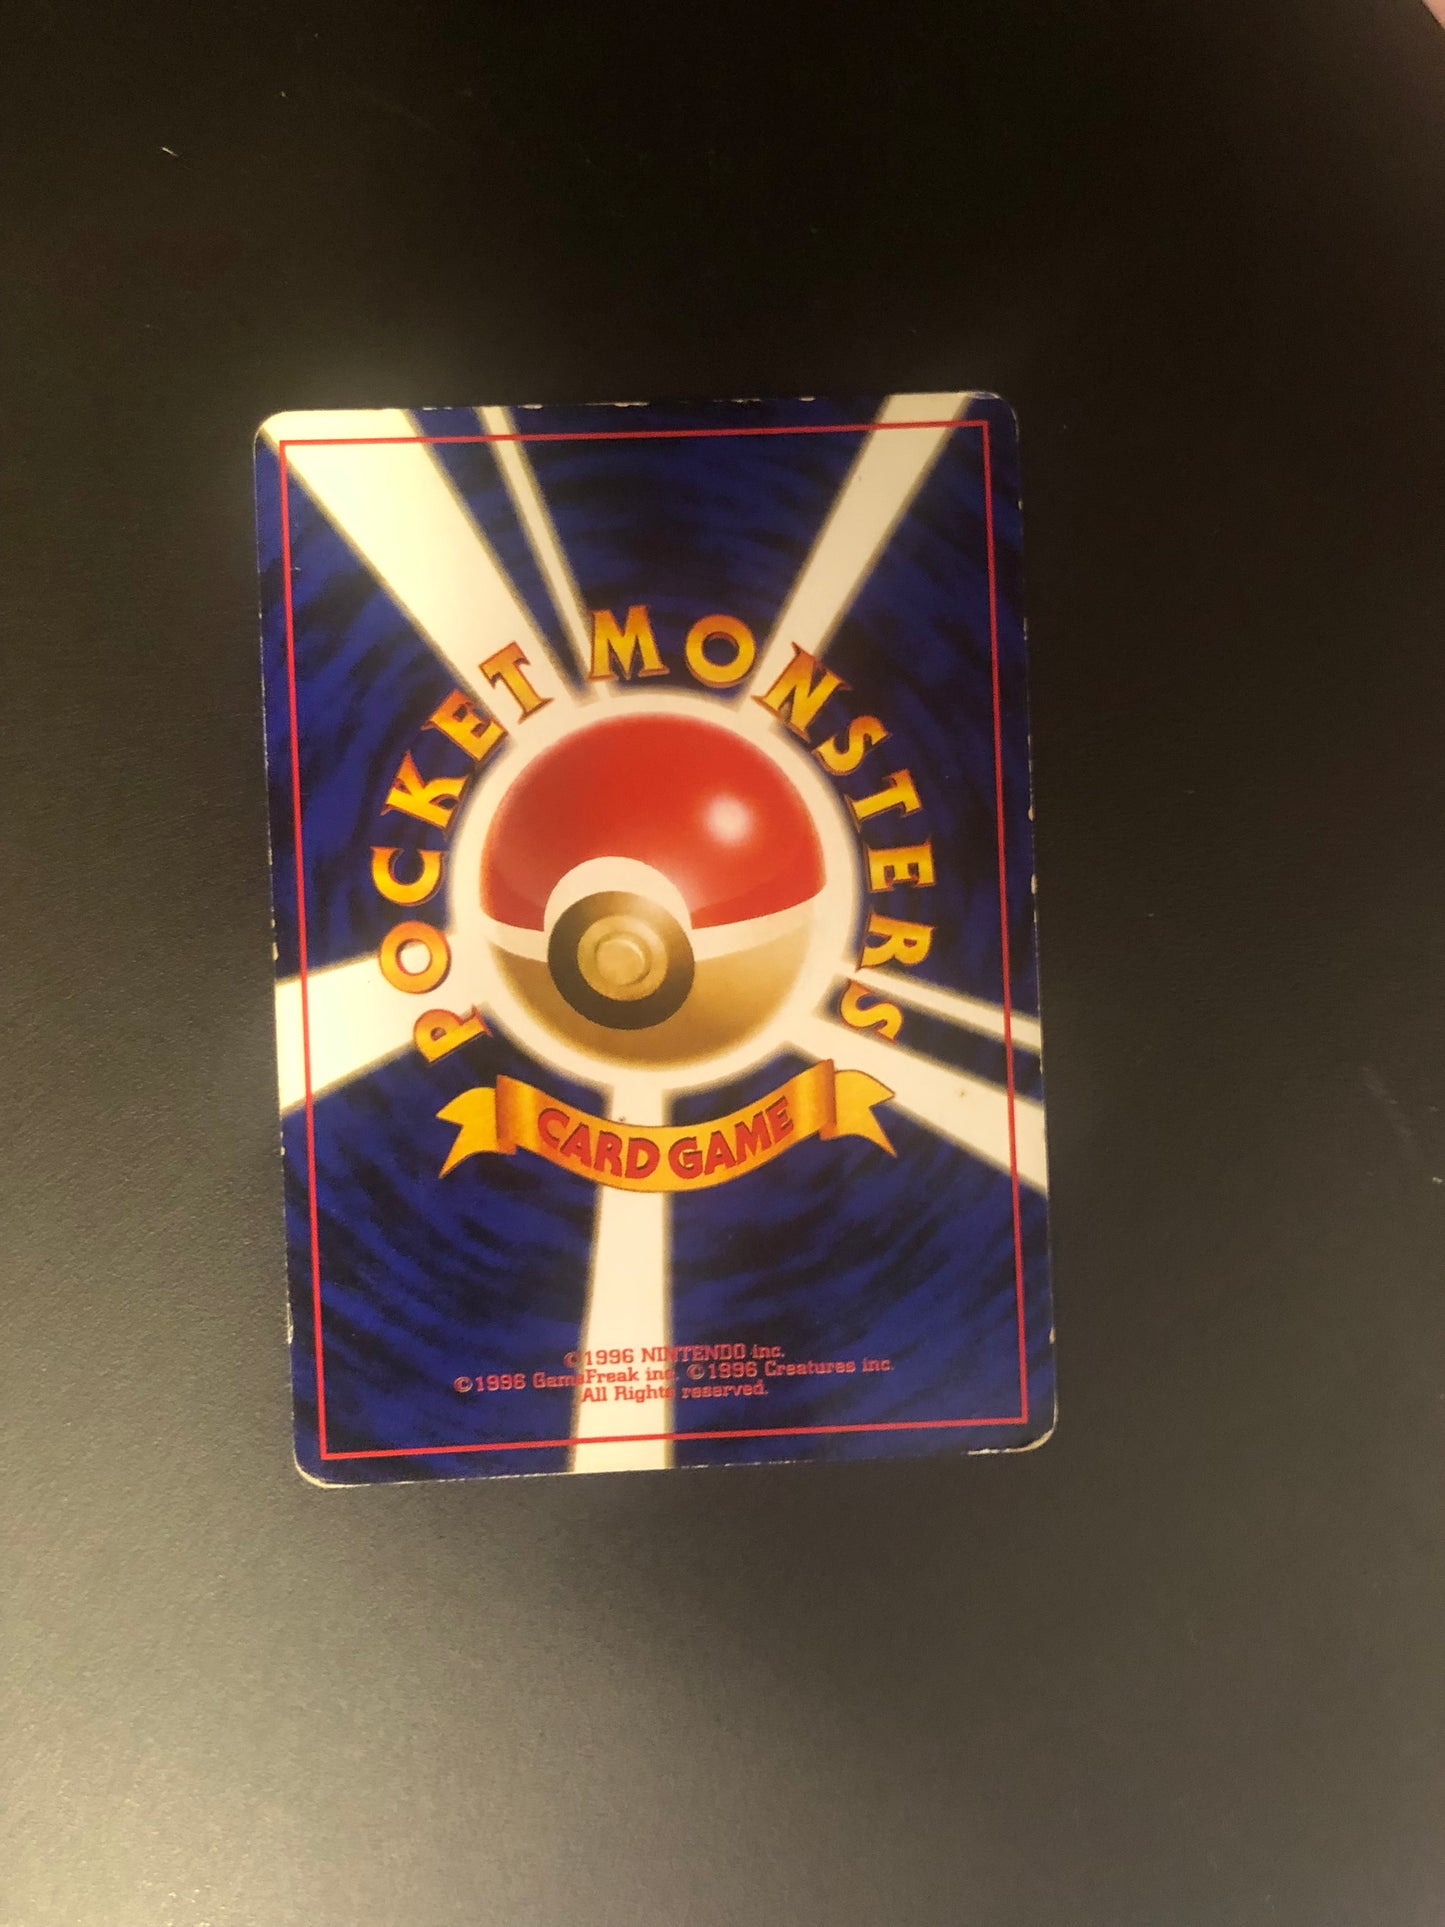 POCKET MONSTERS
CARD GAME
©1996 NINTENDO inc.
©1996 GameFreak inc. ©1996 Creatures inc.
All Rights reserved.